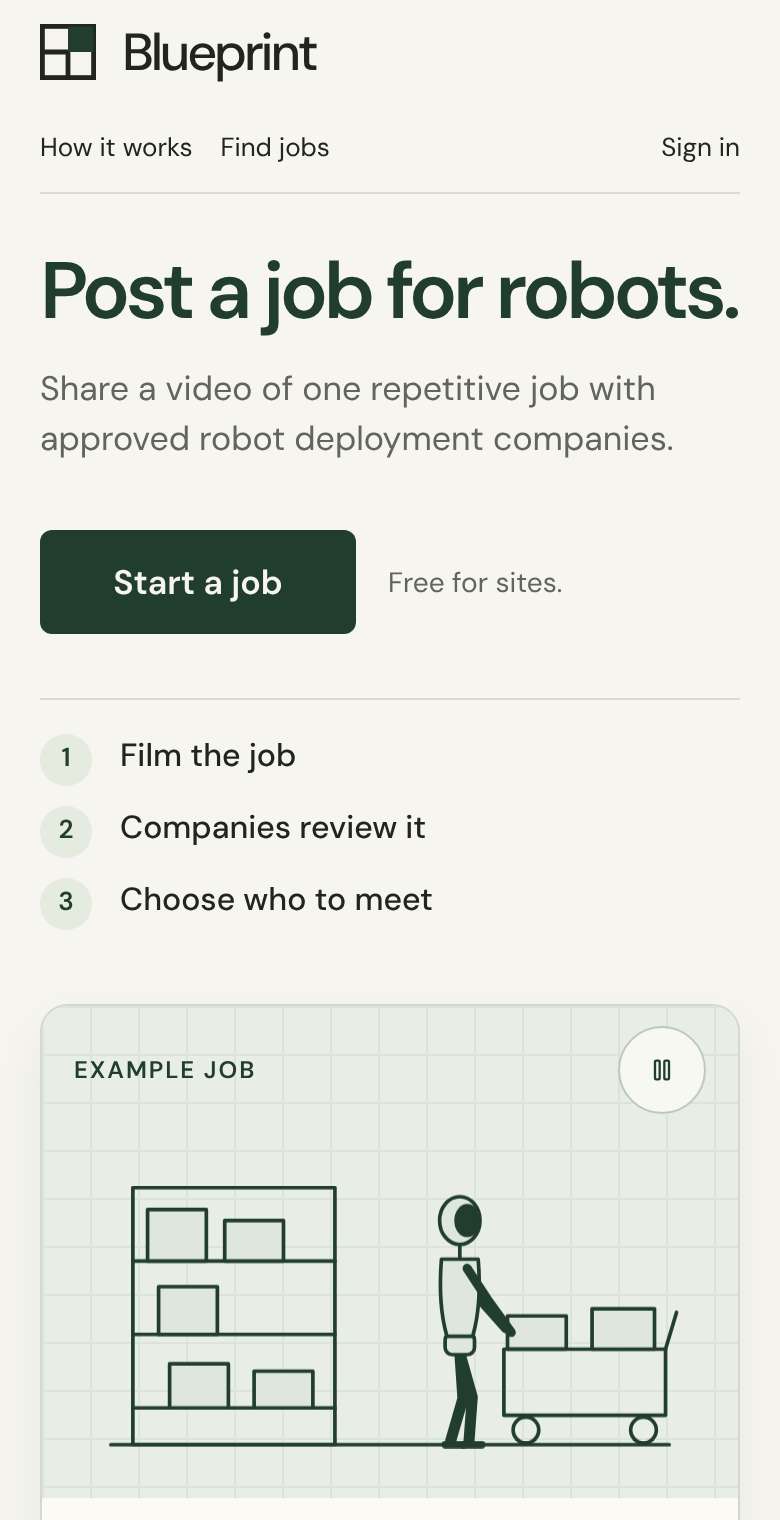 Blueprint
How it works Find jobs Sign in
Post a job for robots.
Share a video of one repetitive job with
approved robot deployment companies.
Start a job Free for sites.
1 Film the job
2 Companies review it
3 Choose who to meet
EXAMPLE JOB